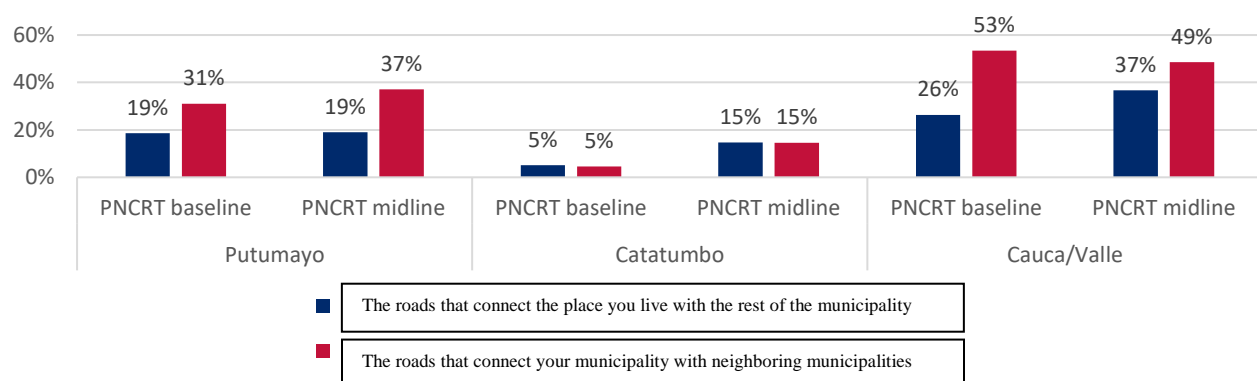 60%
40%
20%
0%
19%
31%
19%
37%
5%
5%
15%
15%
26%
53%
37%
49%
PNCRT baseline
PNCRT midline
PNCRT baseline
PNCRT midline
PNCRT baseline
PNCRT midline
Putumayo
Catatumbo
Cauca/Valle
The roads that connect the place you live with the rest of the municipality
The roads that connect your municipality with neighboring municipalities